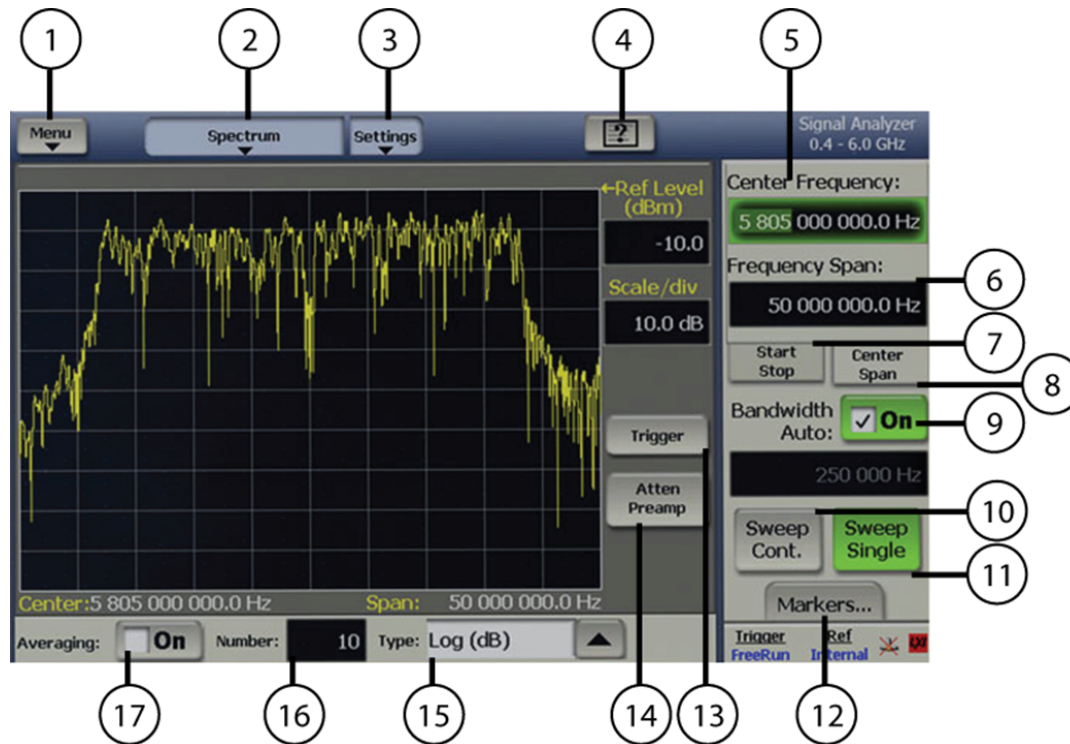 1
2
3
4
5
Menu
Spectrum
Settings
?
Signal Analyzer
0.4 - 6.0 GHz
←Ref Level
(dBm)
-10.0
Scale/div
10.0 dB
Trigger
Atten
Preamp
Center Frequency:
5 805 000 000.0 Hz
Frequency Span:
50 000 000.0 Hz
6
Start
Stop
7
Center
Span
8
Bandwidth
Auto:
On
9
250 000 Hz
10
Sweep
Cont.
Sweep
Single
11
Markers...
Center:5 805 000 000.0 Hz
Span: 50 000 000.0 Hz
Averaging:
On
Number:
10
Type:
Log (dB)
Trigger
FreeRun
Ref
Internal
LXI
17
16
15
14
13
12